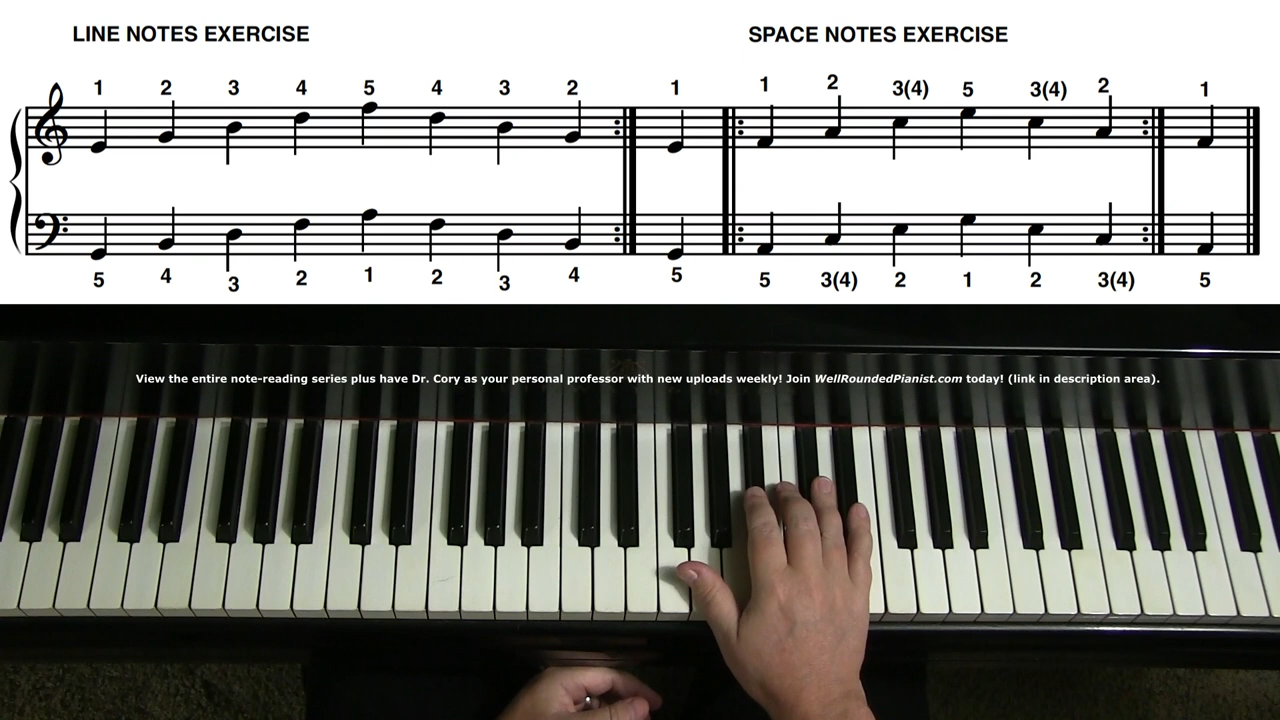 LINE NOTES EXERCISE
SPACE NOTES EXERCISE
1 2 3 4 5 4 3 2 1 1 2 3(4) 5 3(4) 2 1
5 4 3 2 1 2 3 4 5 5 3(4) 2 1 2 3(4) 5
View the entire note-reading series plus have Dr. Cory as your personal professor with new uploads weekly! Join WellRoundedPianist.com today! (link in description area).